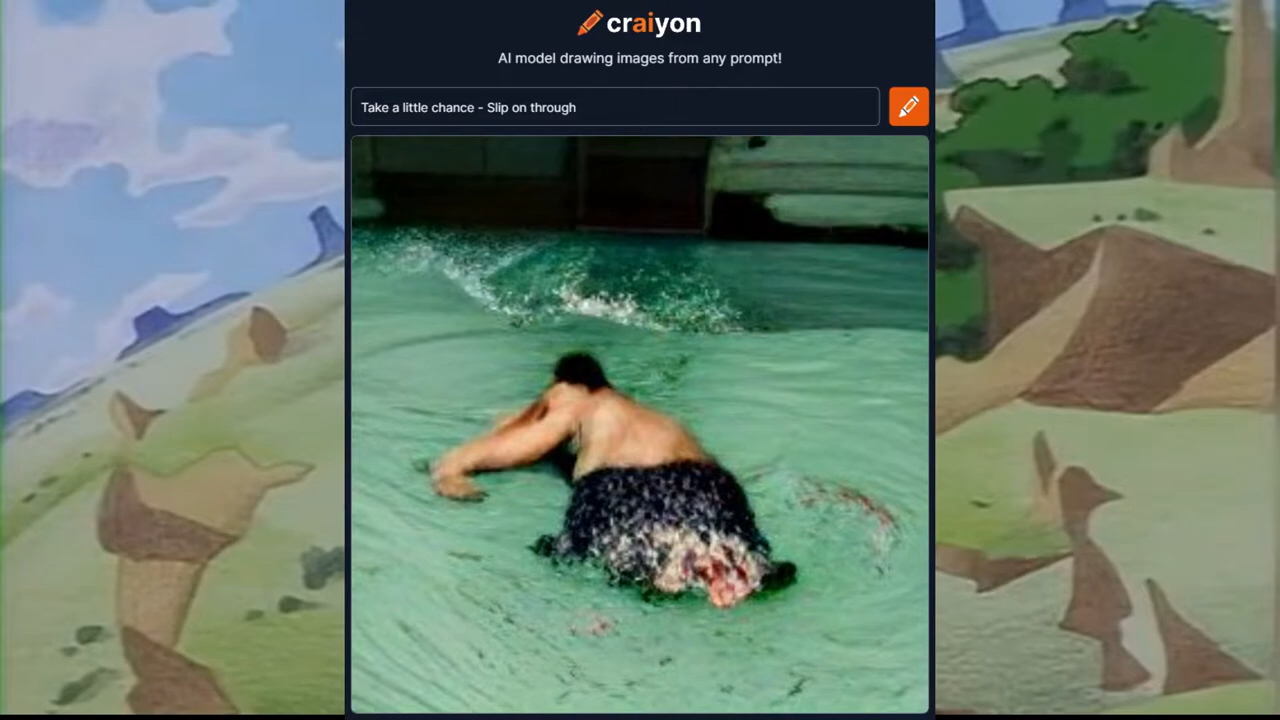 craiyon
AI model drawing images from any prompt!
Take a little chance - Slip on through